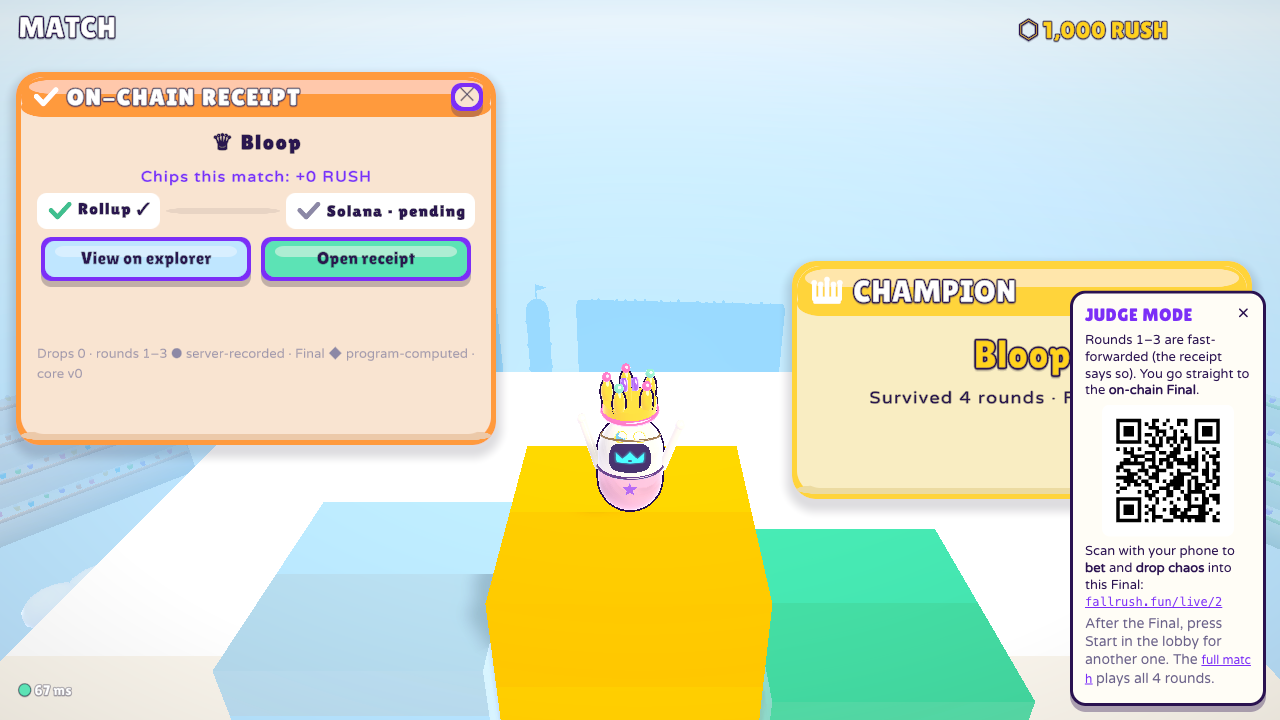 MATCH
1,000 RUSH
ON-CHAIN RECEIPT
♛ Bloop
Chips this match: +0 RUSH
Rollup ✓
Solana · pending
View on explorer
Open receipt
Drops 0 · rounds 1–3 ● server-recorded · Final ◆ program-computed ·
core v0
CHAMPION
Bloop
Survived 4 rounds · F
JUDGE MODE
Rounds 1–3 are fast-
forwarded (the receipt
says so). You go straight to
the on-chain Final.
Scan with your phone to
bet and drop chaos into
this Final:
fallrush.fun/live/2
After the Final, press
Start in the lobby for
another one. The full matc
h plays all 4 rounds.
67 ms